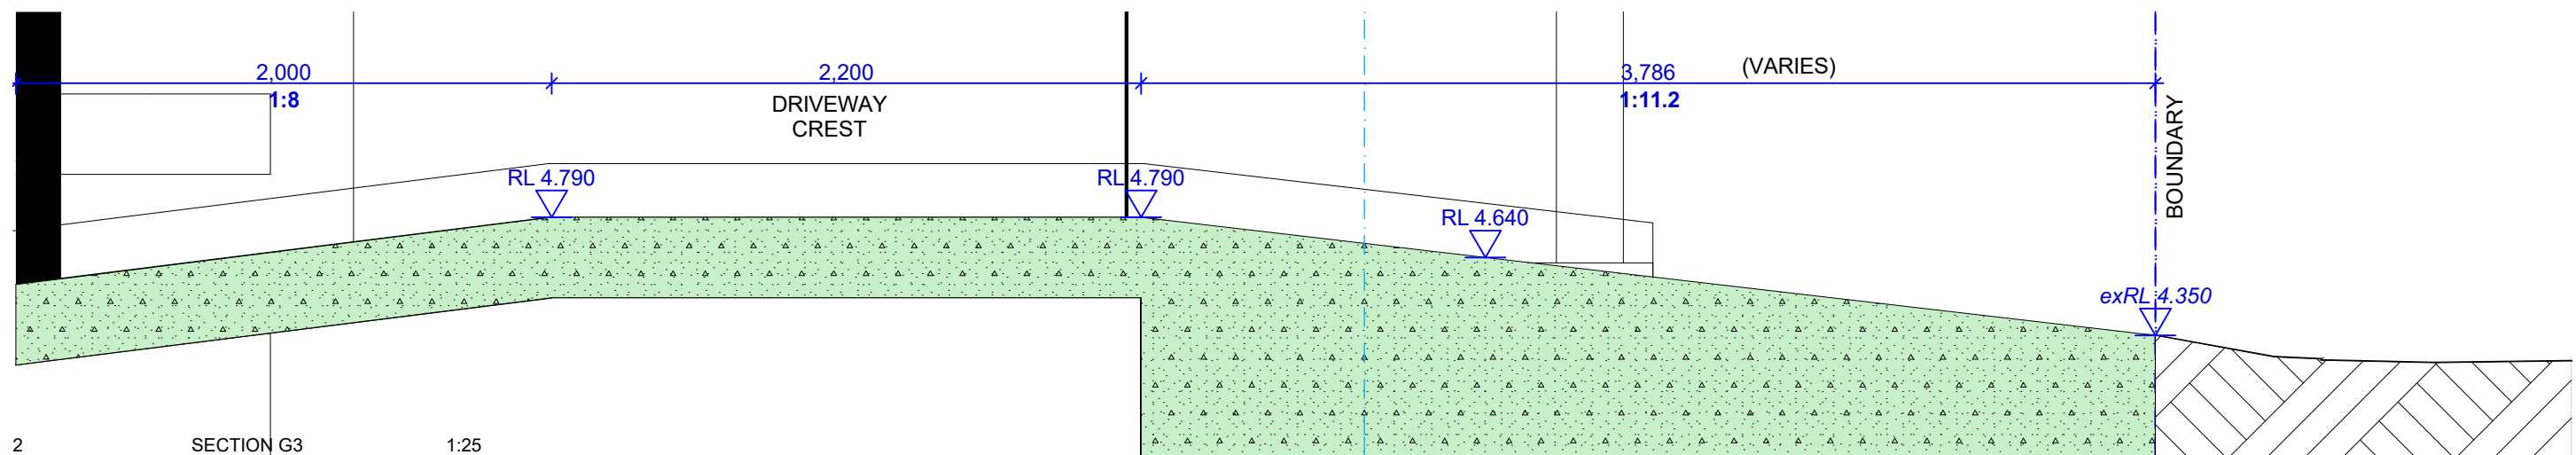 2,000
2,200
3,786
(VARIES)
1:8
DRIVEWAY
CREST
1:11.2
BOUNDARY
RL 4.790
RL 4.790
RL 4.640
exRL 4.350
2
SECTION G3
1:25